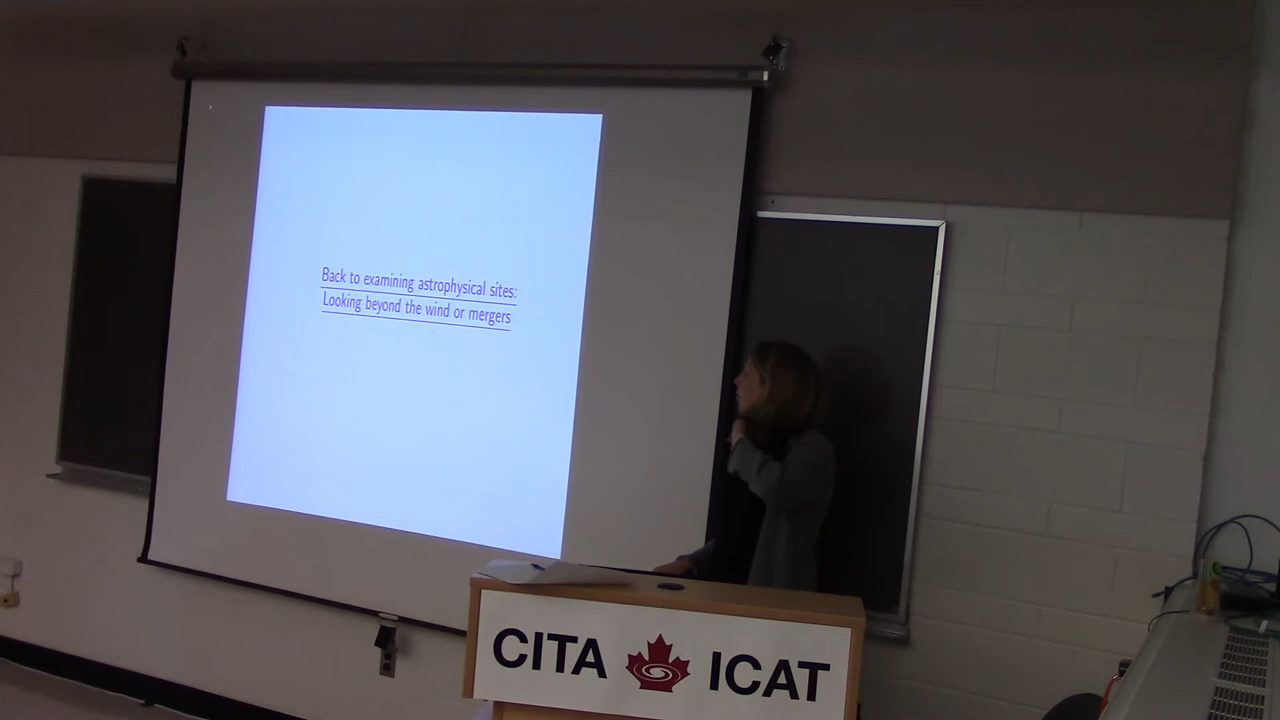 Back to examining astrophysical sites:
Looking beyond the wind or mergers
CITA ICAT